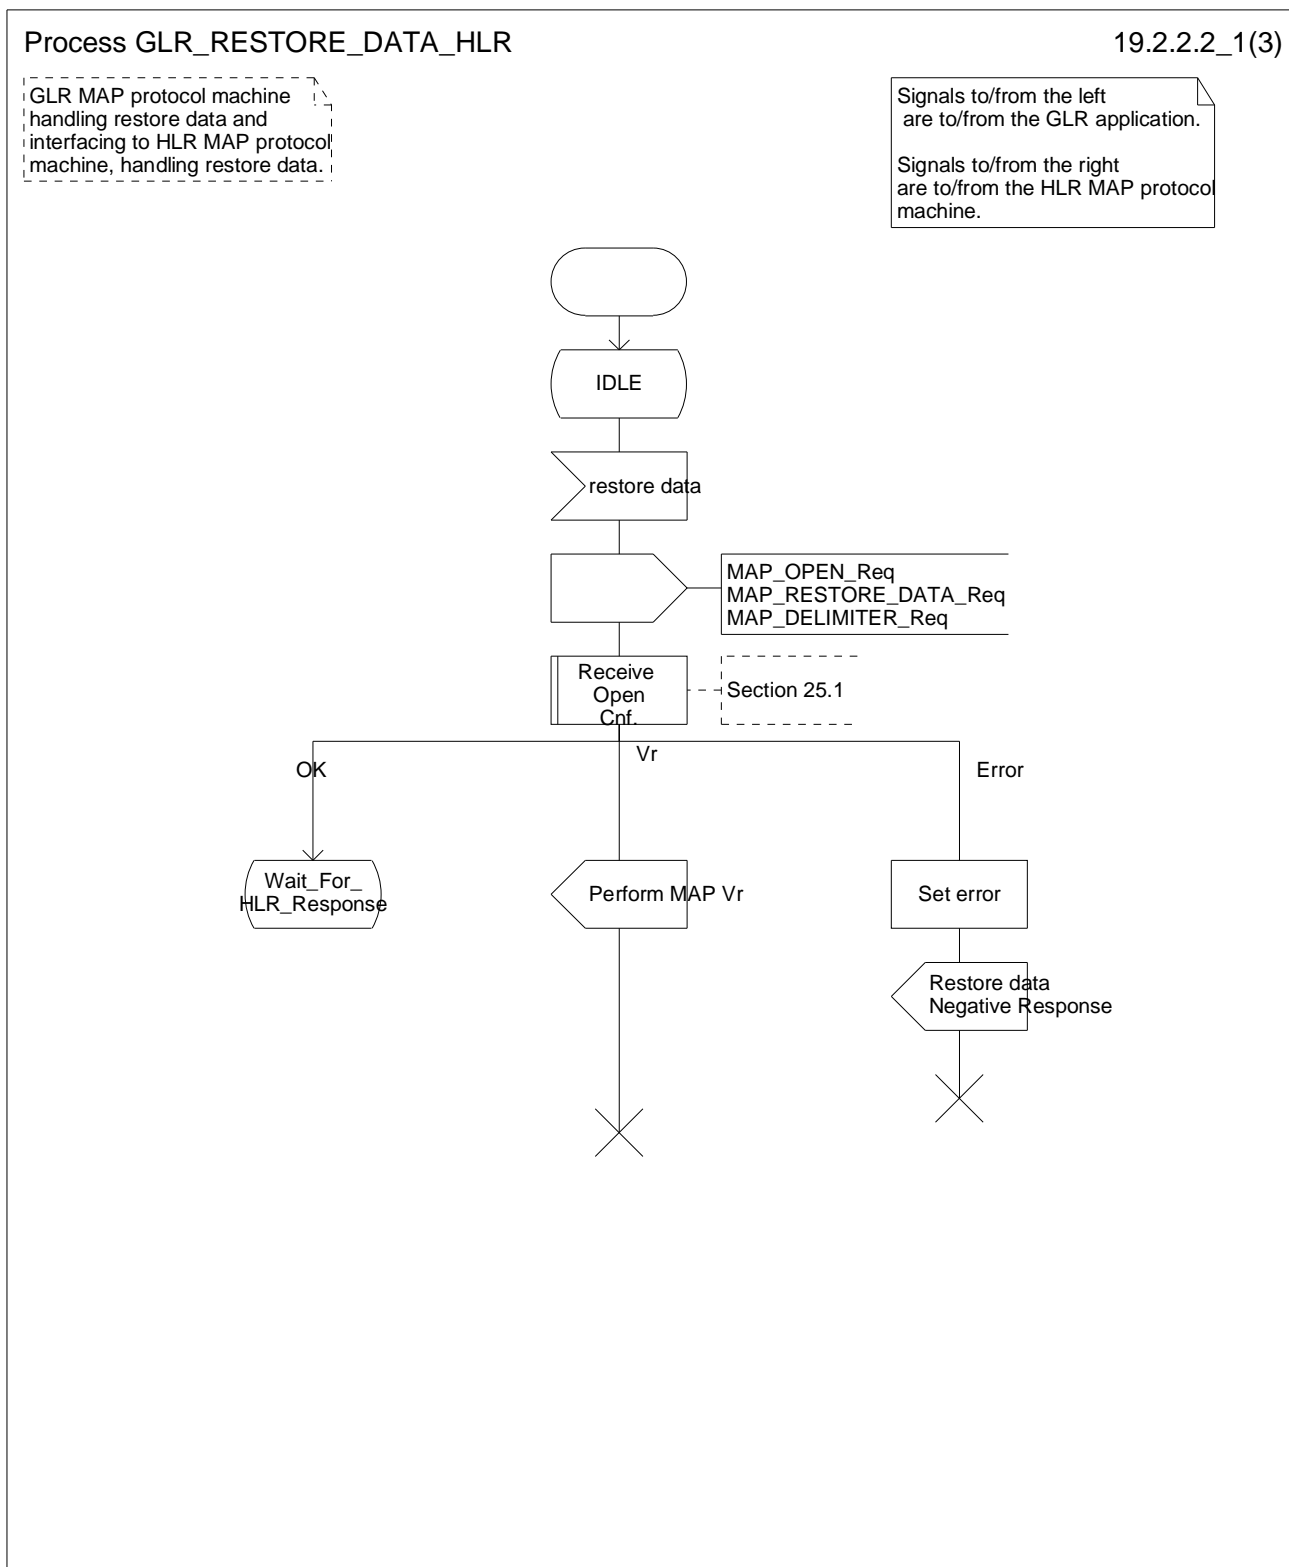 Process GLR_RESTORE_DATA_HLR
19.2.2.2_1(3)
GLR MAP protocol machine
handling restore data and
interfacing to HLR MAP protocol
machine, handling restore data.
Signals to/from the left
are to/from the GLR application.
Signals to/from the right
are to/from the HLR MAP protocol
machine.
IDLE
restore data
MAP_OPEN_Req
MAP_RESTORE_DATA_Req
MAP_DELIMITER_Req
Receive
Open
Cnf.
Section 25.1
OK
Vr
Error
Wait_For_
HLR_Response
Perform MAP Vr
Set error
Restore data
Negative Response